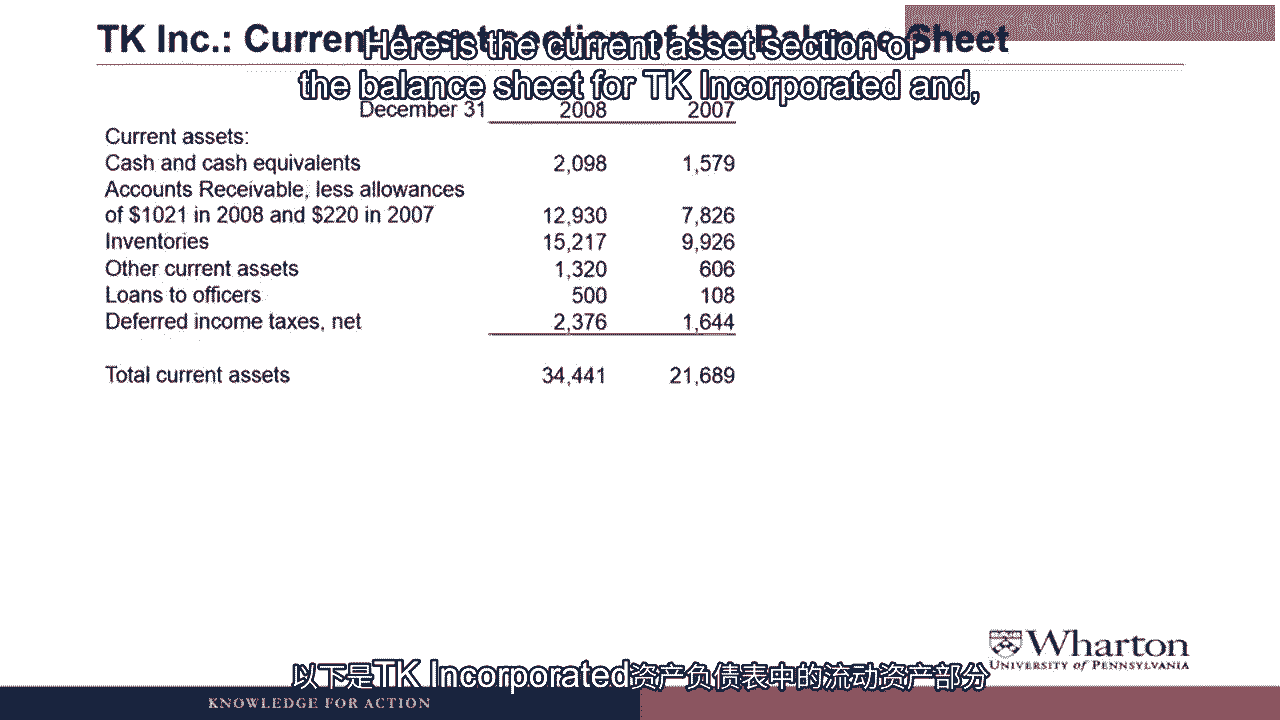 TK Inc.: Current Asset section of the Balance Sheet
Here is the current asset section of
the balance sheet for TK Incorporated and,
December 31 2008 2007
Current assets:
Cash and cash equivalents 2,098 1,579
Accounts Receivable, less allowances
of $1021 in 2008 and $220 in 2007 12,930 7,826
Inventories 15,217 9,926
Other current assets 1,320 606
Loans to officers 500 108
Deferred income taxes, net 2,376 1,644
Total current assets 34,441 21,689
Wharton
UNIVERSITY of PENNSYLVANIA
以下是TK Incorporated资产负债表中的流动资产部分
KNOWLEDGE FOR ACTION